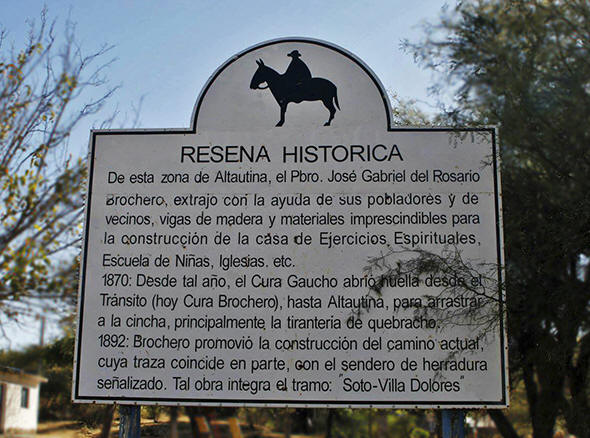 RESENA HISTORICA
De esta zona de Altautina, el Pbro. José Gabriel del Rosario
Brochero, extrajo con la ayuda de sus pobladores y de
vecinos, vigas de madera y materiales imprescindibles para
la construcción de la casa de Ejercicios Espirituales,
Escuela de Niñas, Iglesias, etc.
1870: Desde tal año, el Cura Gaucho abrió huella desde el
Tránsito (hoy Cura Brochero), hasta Altautina, para arrastrar
a la cincha, principalmente la tirantería de quebracho.
1892: Brochero promovió la construcción del camino actual,
cuya traza coincide en parte, con el sendero de herradura
señalizado. Tal obra integra el tramo: "Soto-Villa Dolores"